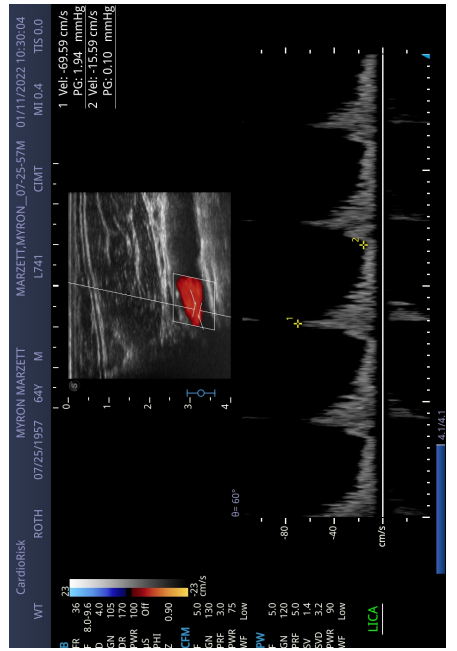 WT CardioRisk ROTH 07/25/1957 MYRON MARZETT 64Y M L741 MARZETT,MYRON_07-25-57M CIMT 01/11/2022 10:30:04 MI 0.4 TIS 0.0
1 Vel: -69.59 cm/s
PG: 1.94 mmHg
2 Vel: -15.59 cm/s
PG: 0.10 mmHg
23
-23
cm/s
0
1
2
3
4
B
FR 36
F 8.0-9.6
D 4.0
GN 105
DR 170
PWR 100
µS Off
PHI
Z 0.90
CFM
F 5.0
GN 130
PRF 3.0
PWR 75
WF Low
PW
F 5.0
GN 120
PRF 5.0
SV 1.4
SVD 3.2
PWR 90
WF Low
LICA
θ= 60°
-80
-40
cm/s
1
2
4.1/4.1